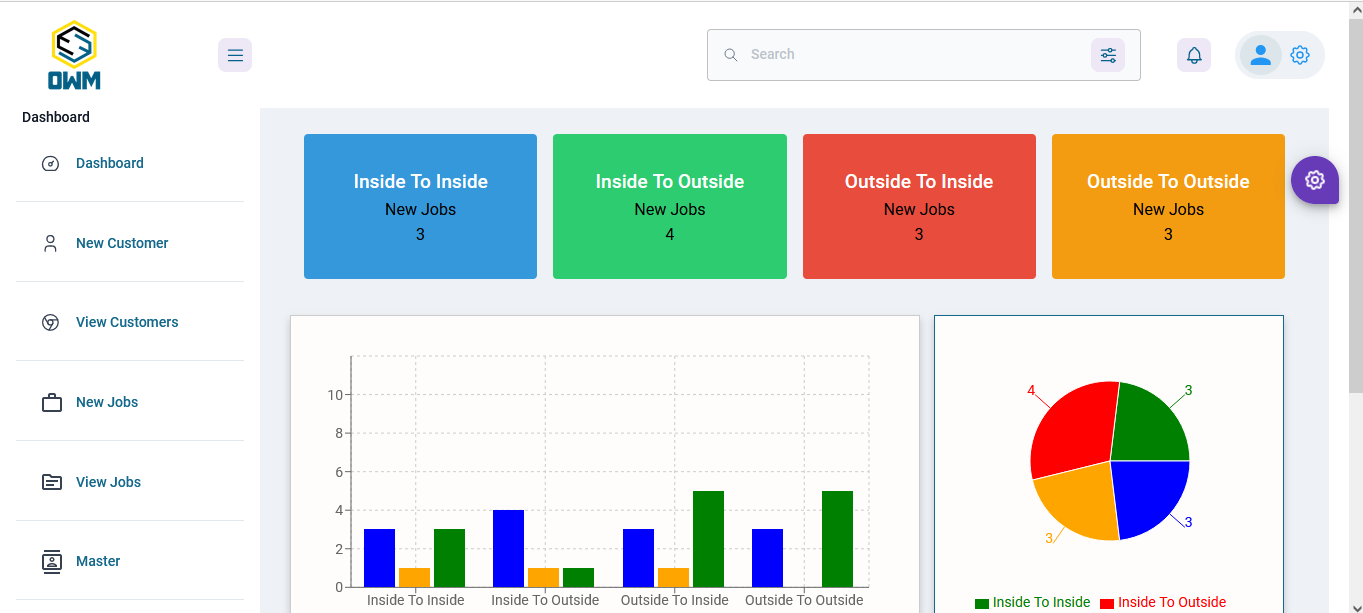 OWM
Search
Dashboard
Dashboard
New Customer
View Customers
New Jobs
View Jobs
Master
Inside To Inside
New Jobs
3
Inside To Outside
New Jobs
4
Outside To Inside
New Jobs
3
Outside To Outside
New Jobs
3
10
8
6
4
2
0
Inside To Inside Inside To Outside Outside To Inside Outside To Outside
4
3
3
3
Inside To Inside Inside To Outside